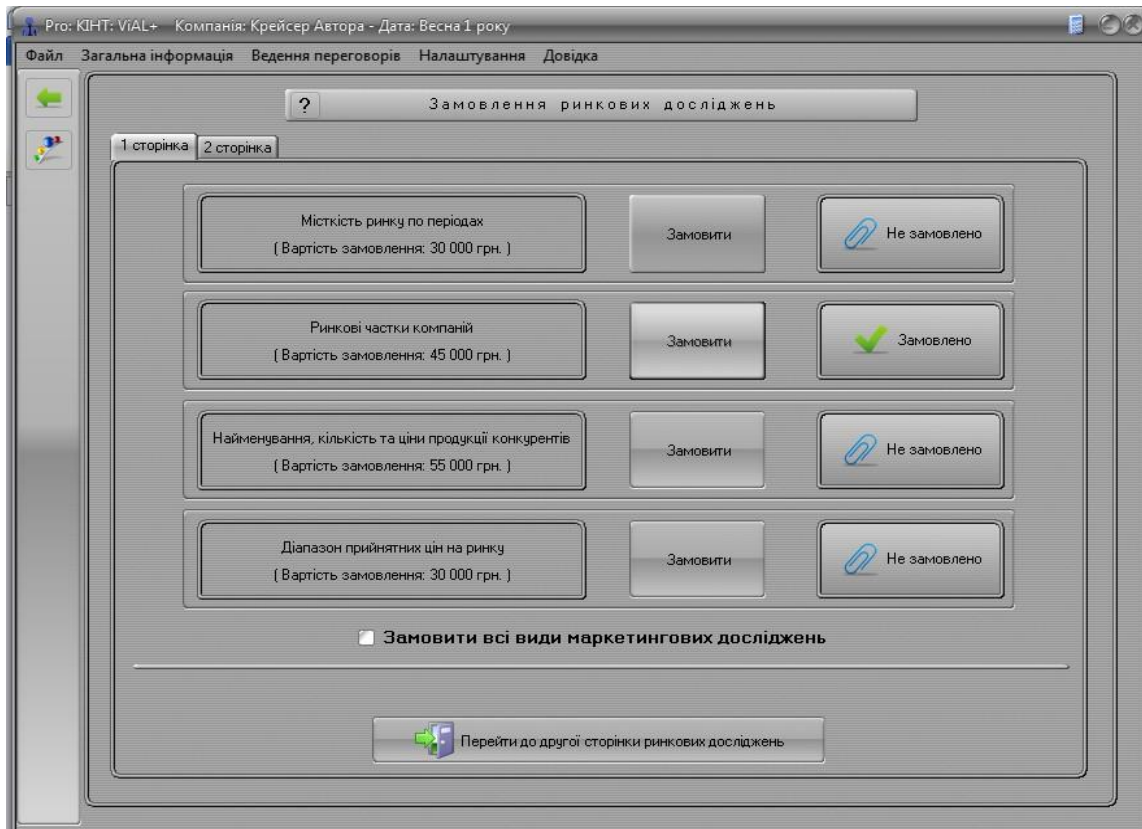 Pro: КІНТ: ViAL+ Компанія: Крейсер Автора - Дата: Весна 1 року
Файл Загальна інформація Ведення переговорів Налаштування Довідка
? Замовлення ринкових досліджень
1 сторінка 2 сторінка
Місткість ринку по періодах
( Вартість замовлення: 30 000 грн. )
Замовити
Не замовлено
Ринкові частки компаній
( Вартість замовлення: 45 000 грн. )
Замовити
Замовлено
Найменування, кількість та ціни продукції конкурентів
( Вартість замовлення: 55 000 грн. )
Замовити
Не замовлено
Діапазон прийнятних цін на ринку
( Вартість замовлення: 30 000 грн. )
Замовити
Не замовлено
Замовити всі види маркетингових досліджень
Перейти до другої сторінки ринкових досліджень